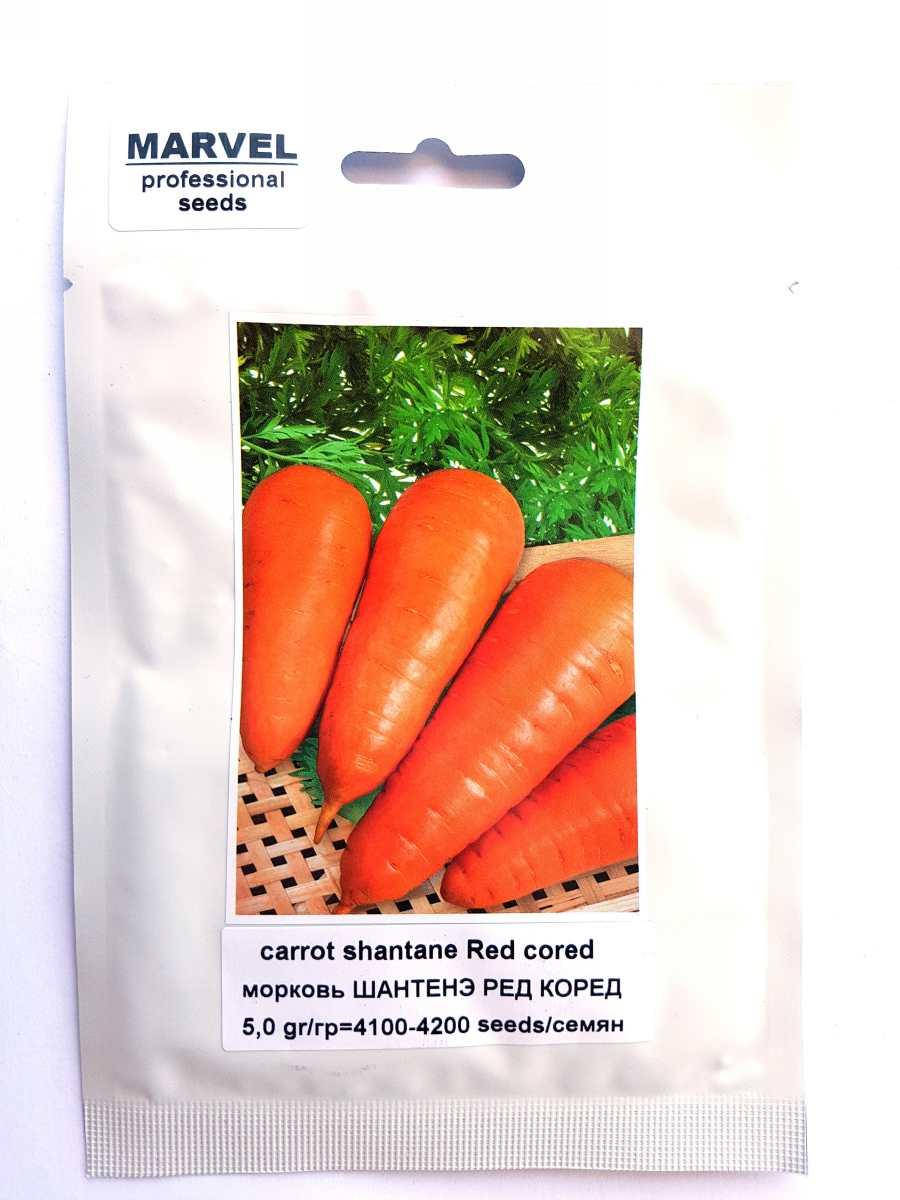 MARVEL
professional
seeds
carrot shantane Red cored
морковь ШАНТЕНЭ РЕД КОРЕД
5,0 gr/гр=4100-4200 seeds/семян